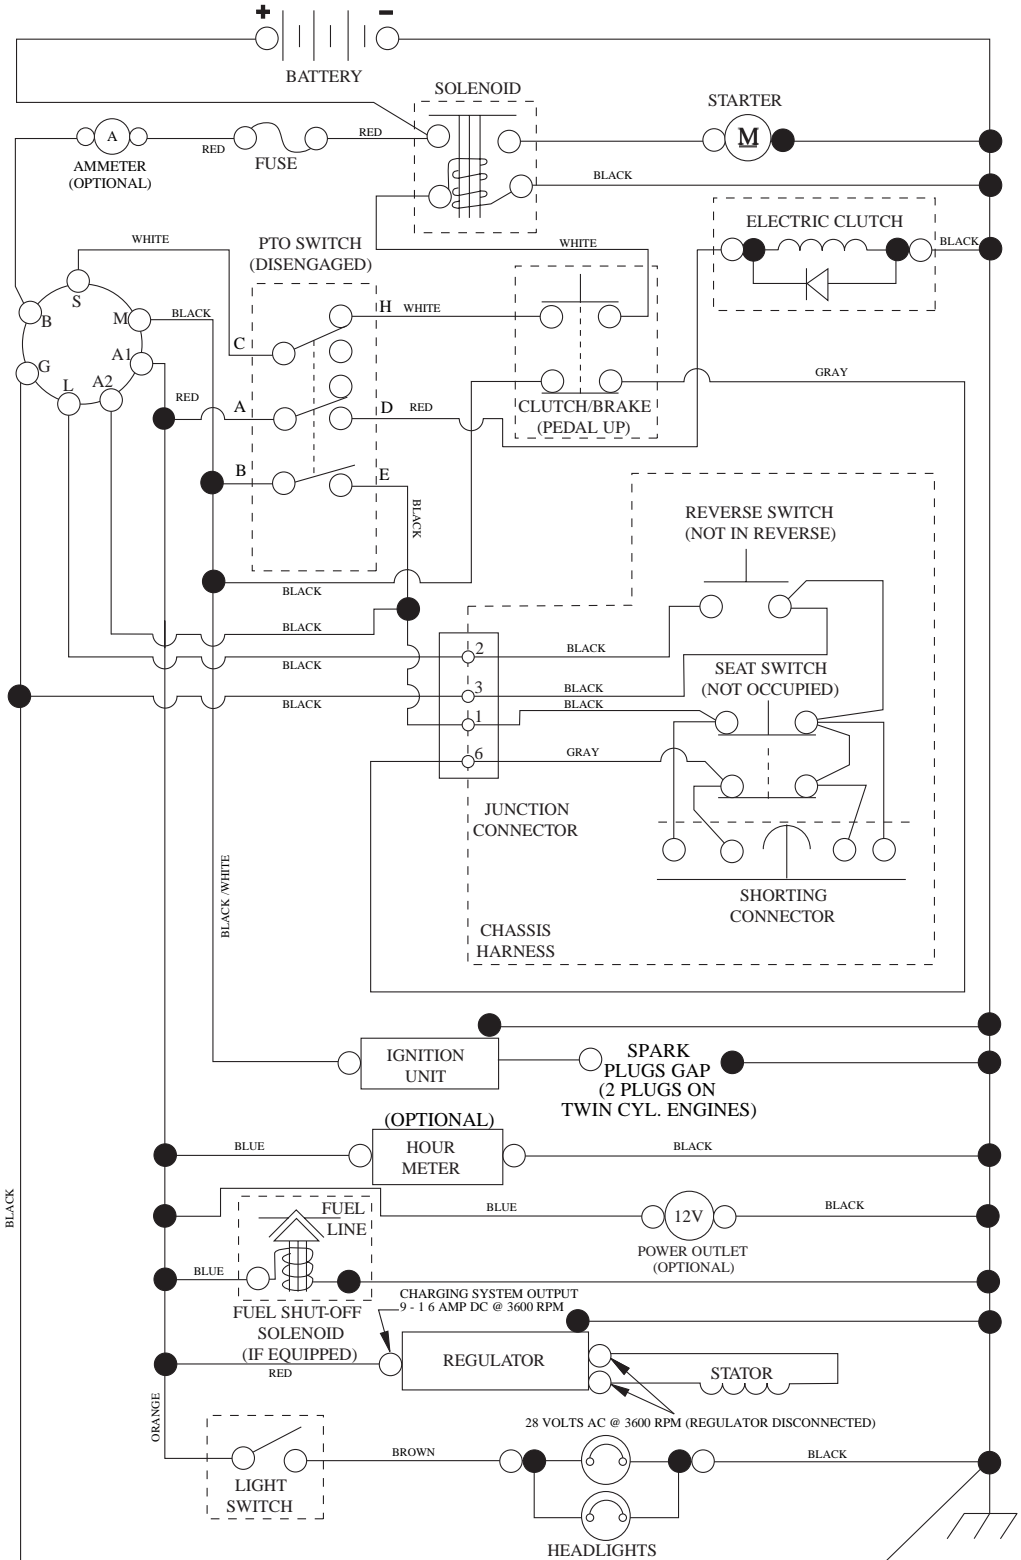 + -
BATTERY
SOLENOID
STARTER
A
M
RED
FUSE
RED
AMMETER
(OPTIONAL)
BLACK
ELECTRIC CLUTCH
BLACK
WHITE
PTO SWITCH
(DISENGAGED)
WHITE
S
B
M
BLACK
H
WHITE
C
G
A1
L
A2
GRAY
RED
A
D
RED
CLUTCH/BRAKE
(PEDAL UP)
B
E
BLACK
REVERSE SWITCH
(NOT IN REVERSE)
BLACK
BLACK
2
BLACK
BLACK
SEAT SWITCH
(NOT OCCUPIED)
3
BLACK
BLACK
1
BLACK
6
GRAY
JUNCTION
CONNECTOR
BLACK /WHITE
SHORTING
CONNECTOR
CHASSIS
HARNESS
IGNITION
UNIT
SPARK
PLUGS GAP
(2 PLUGS ON
TWIN CYL. ENGINES)
(OPTIONAL)
BLUE
HOUR
METER
BLACK
BLACK
FUEL
LINE
BLUE
12V
BLACK
POWER OUTLET
(OPTIONAL)
BLUE
CHARGING SYSTEM OUTPUT
9 - 1 6 AMP DC @ 3600 RPM
FUEL SHUT-OFF
SOLENOID
(IF EQUIPPED)
RED
REGULATOR
STATOR
ORANGE
28 VOLTS AC @ 3600 RPM (REGULATOR DISCONNECTED)
BROWN
BLACK
LIGHT
SWITCH
HEADLIGHTS